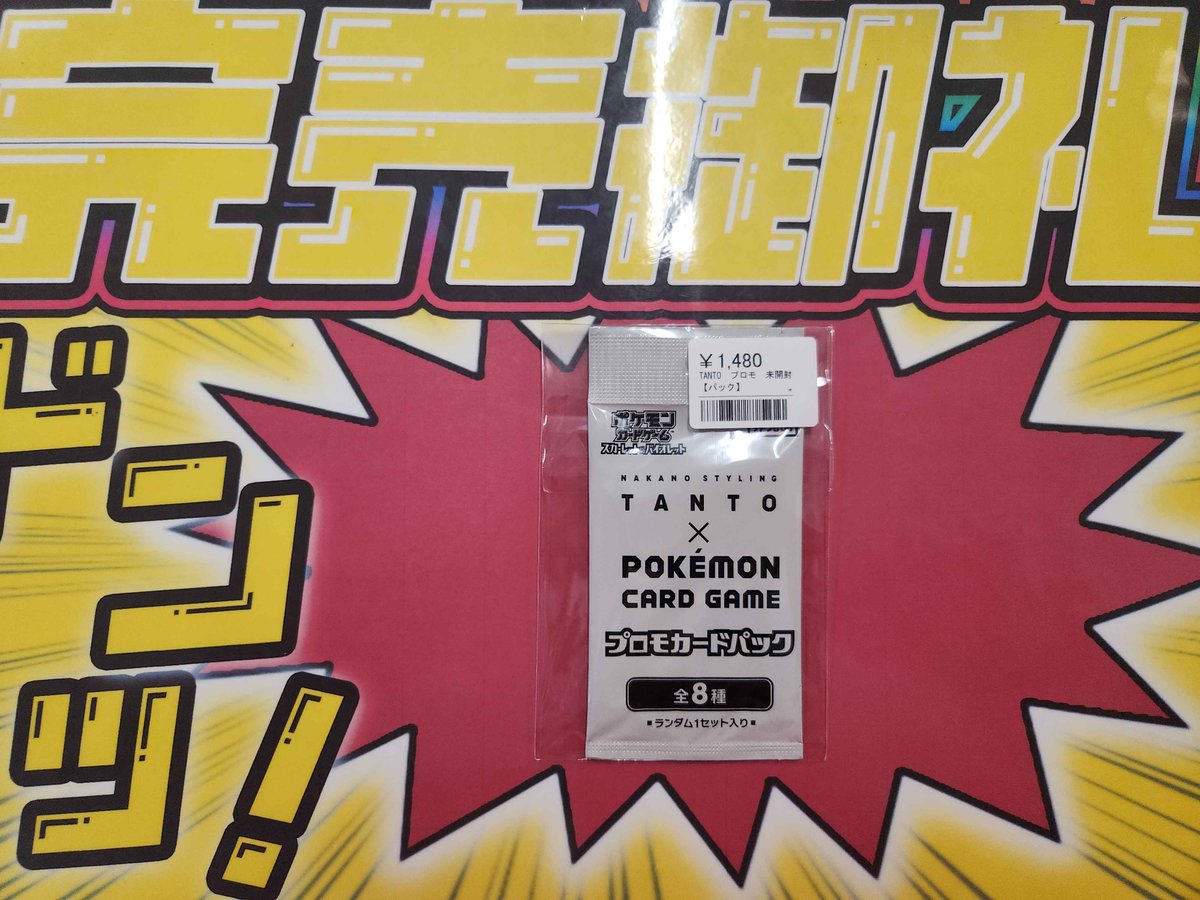 完売御礼
ドン
ッ!
￥1,480
TANTO プロモ 未開封
【パック】
ポケモン
カードゲーム
スカーレット&バイオレット
NAKANO STYLING
TANTO
×
POKÉMON
CARD GAME
プロモカードパック
全8種
■ランダム1セット入り■